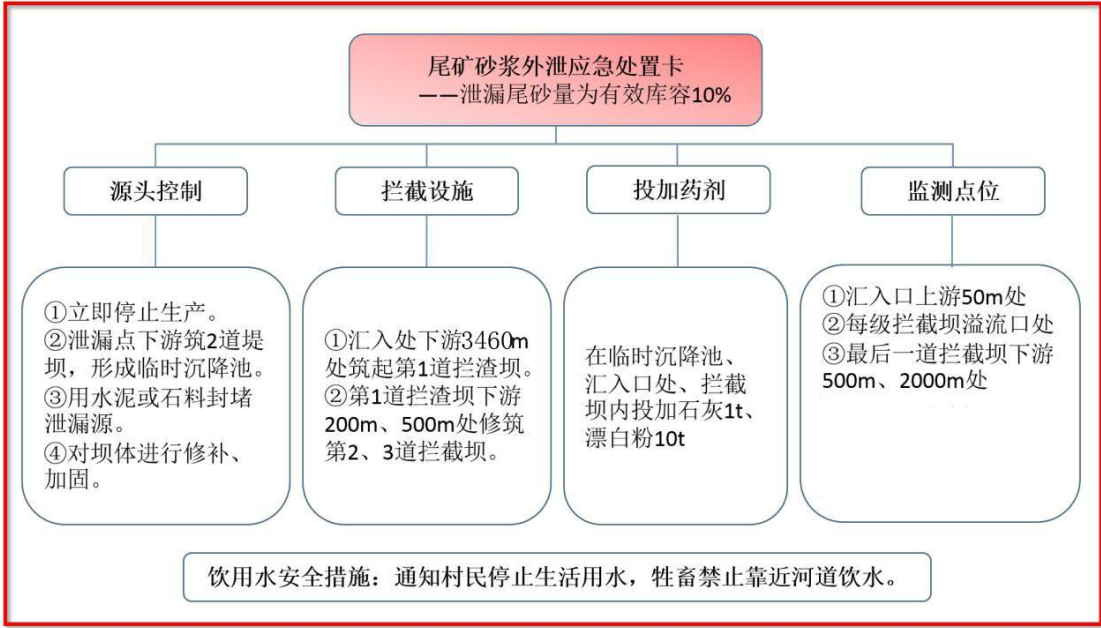 尾矿砂浆外泄应急处置卡
——泄漏尾砂量为有效库容10%
源头控制
拦截设施
投加药剂
监测点位
①立即停止生产。
②泄漏点下游筑2道堤
坝，形成临时沉降池。
③用水泥或石料封堵
泄漏源。
④对坝体进行修补、
加固。
①汇入处下游3460m
处筑起第1道拦渣坝。
②第1道拦渣坝下游
200m、500m处修筑
第2、3道拦截坝。
在临时沉降池、
汇入口处、拦截
坝内投加石灰1t、
漂白粉10t
①汇入口上游50m处
②每级拦截坝溢流口处
③最后一道拦截坝下游
500m、2000m处
饮用水安全措施：通知村民停止生活用水，牲畜禁止靠近河道饮水。